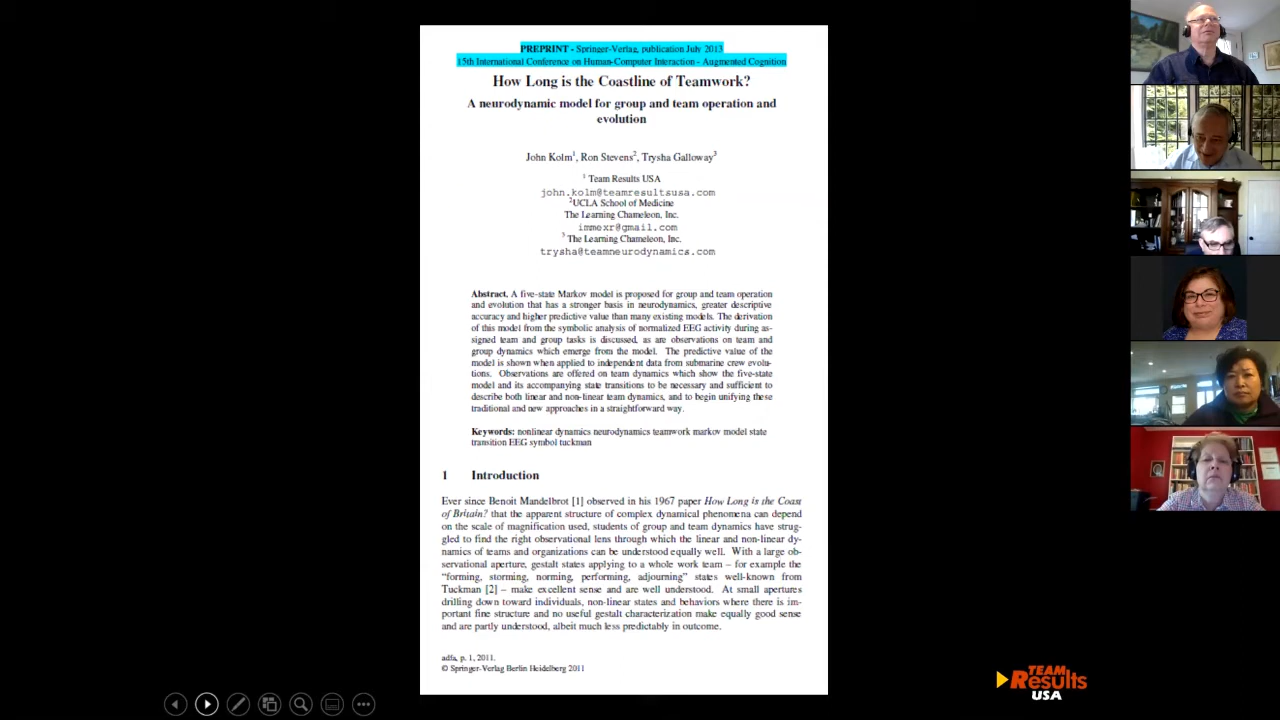 PREPRINT - Springer-Verlag, publication July 2013
15th International Conference on Human-Computer Interaction - Augmented Cognition
How Long is the Coastline of Teamwork?
A neurodynamic model for group and team operation and
evolution
John Kolm1, Ron Stevens2, Trysha Galloway3
1 Team Results USA
john.kolm@teamresultsusa.com
2UCLA School of Medicine
The Learning Chameleon, Inc.
immexr@gmail.com
3 The Learning Chameleon, Inc.
trysha@teamneurodynamics.com
Abstract. A five-state Markov model is proposed for group and team operation
and evolution that has a stronger basis in neurodynamics, greater descriptive
accuracy and higher predictive value than many existing models. The derivation
of this model from the symbolic analysis of normalized EEG activity during as-
signed team and group tasks is discussed, as are observations on team and
group dynamics which emerge from the model. The predictive value of the
model is shown when applied to independent data from submarine crew evolu-
tions. Observations are offered on team dynamics which show the five-state
model and its accompanying state transitions to be necessary and sufficient to
describe both linear and non-linear team dynamics, and to begin unifying these
traditional and new approaches in a straightforward way.
Keywords: nonlinear dynamics neurodynamics teamwork markov model state
transition EEG symbol tuckman
1 Introduction
Ever since Benoit Mandelbrot [1] observed in his 1967 paper How Long is the Coast
of Britain? that the apparent structure of complex dynamical phenomena can depend
on the scale of magnification used, students of group and team dynamics have strug-
gled to find the right observational lens through which the linear and non-linear dy-
namics of teams and organizations can be understood equally well. With a large ob-
servational aperture, gestalt states applying to a whole work team – for example the
“forming, storming, norming, performing, adjourning” states well-known from
Tuckman [2] – make excellent sense and are well understood. At small apertures
drilling down toward individuals, non-linear states and behaviors where there is im-
portant fine structure and no useful gestalt characterization make equally good sense
and are partly understood, albeit much less predictably in outcome.
adfa, p. 1, 2011.
© Springer-Verlag Berlin Heidelberg 2011
TEAM
Results
USA